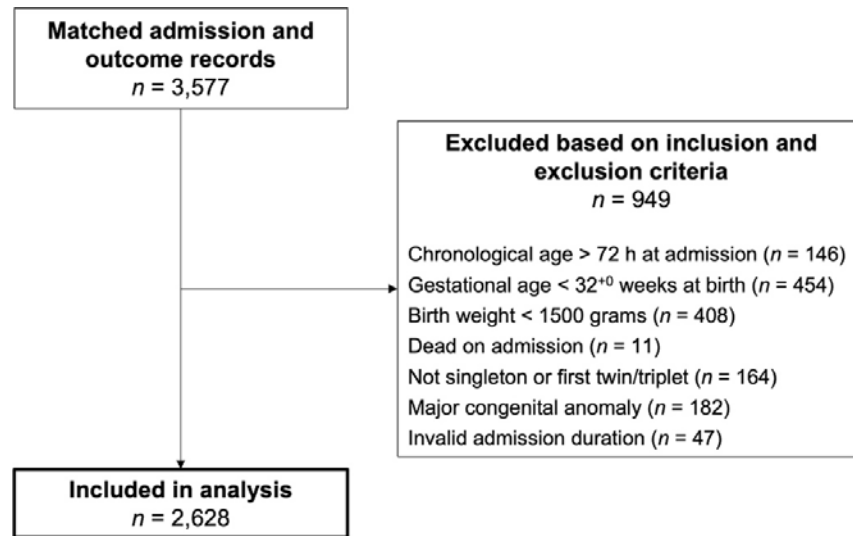 Matched admission and
outcome records
n = 3,577
Excluded based on inclusion and
exclusion criteria
n = 949
Chronological age > 72 h at admission (n = 146)
Gestational age < 32⁺⁰ weeks at birth (n = 454)
Birth weight < 1500 grams (n = 408)
Dead on admission (n = 11)
Not singleton or first twin/triplet (n = 164)
Major congenital anomaly (n = 182)
Invalid admission duration (n = 47)
Included in analysis
n = 2,628